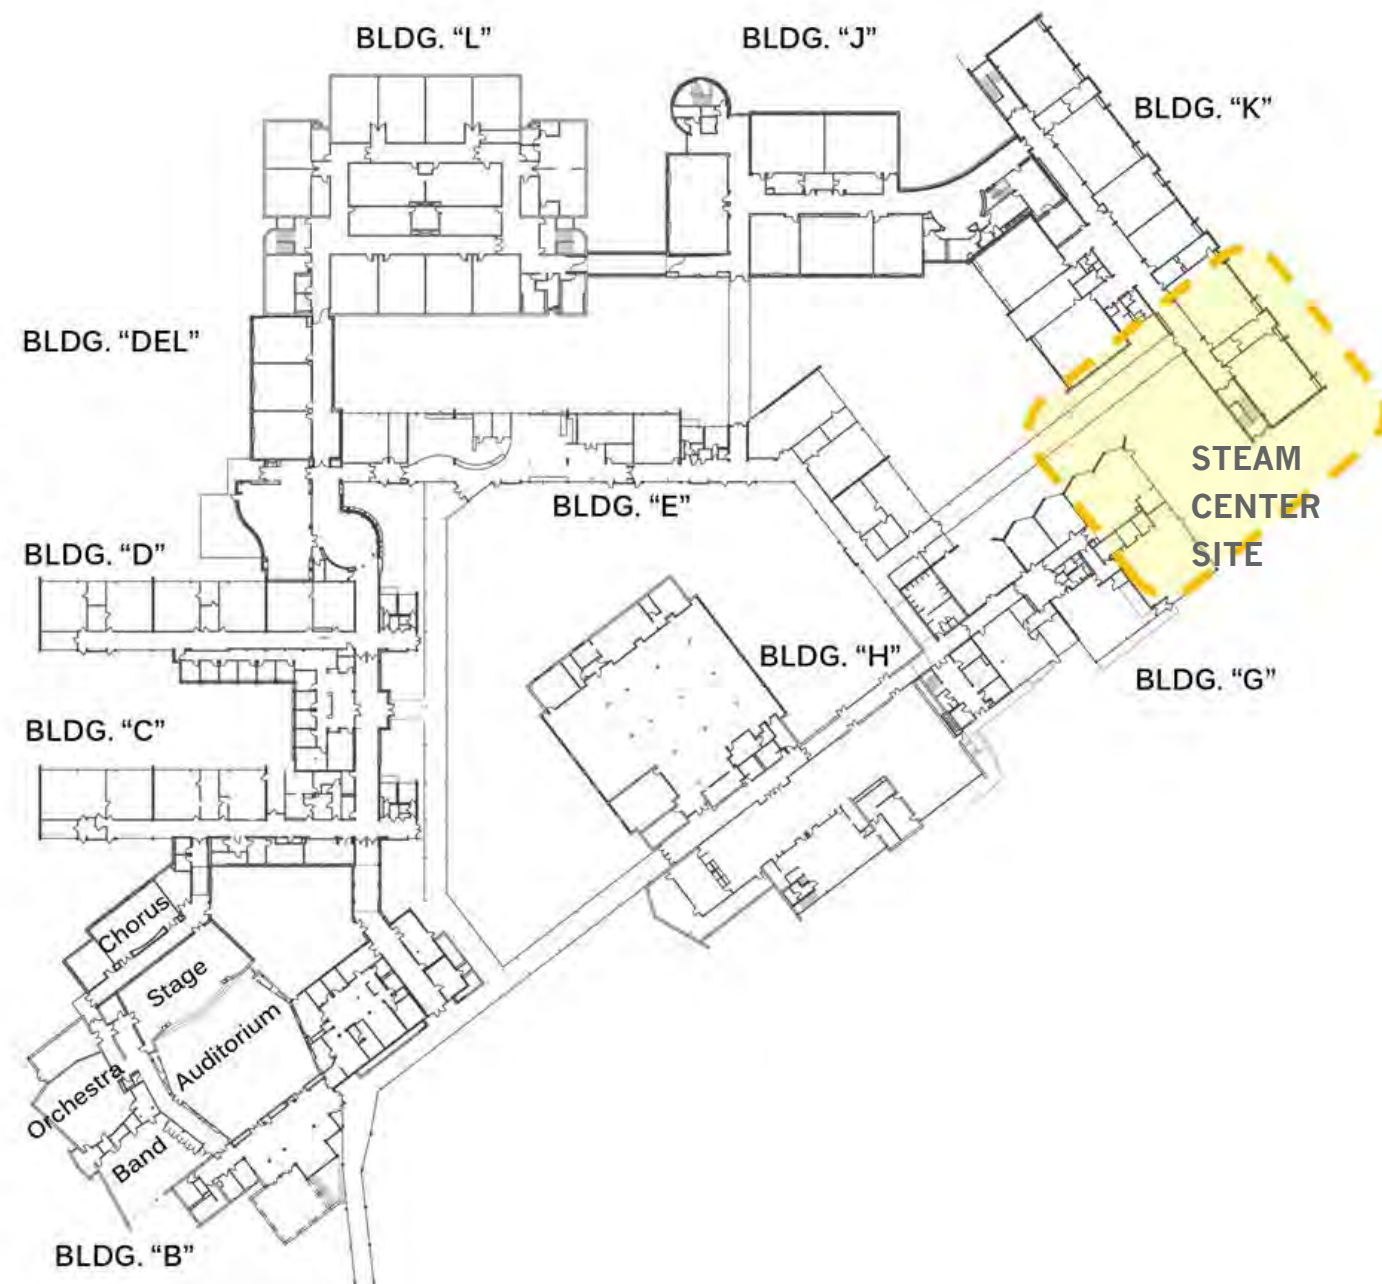 BLDG. “L”
BLDG. “J”
BLDG. “K”
BLDG. “DEL”
STEAM
CENTER
SITE
BLDG. “E”
BLDG. “D”
BLDG. “H”
BLDG. “G”
BLDG. “C”
Chorus
Stage
Auditorium
Orchestra
Band
BLDG. “B”